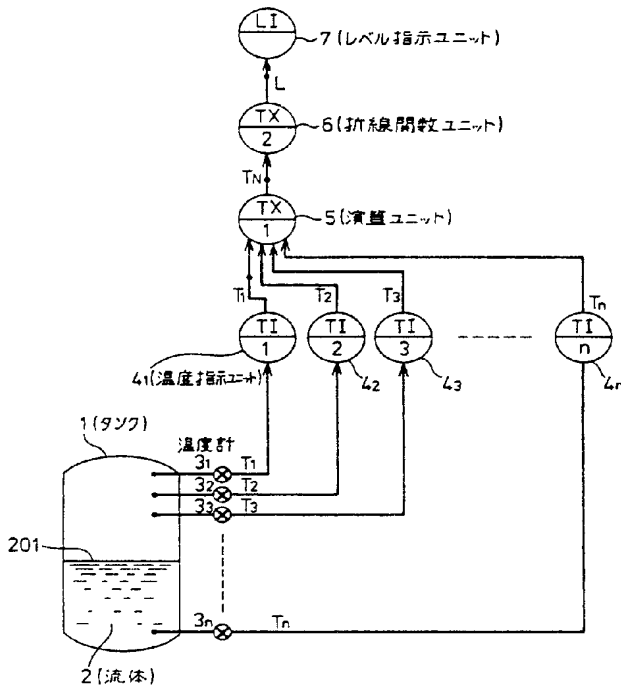 LI
7(レベル指示ユニット)
L
TX
2
6(折線関数ユニット)
TN
TX
1
5(演算ユニット)
T1
T2
T3
Tn
TI
1
TI
2
TI
3
TI
n
41(温度指示ユニット)
42
43
4n
1(タンク)
温度計
31
T1
32
T2
33
T3
201
3n
Tn
2(流体)